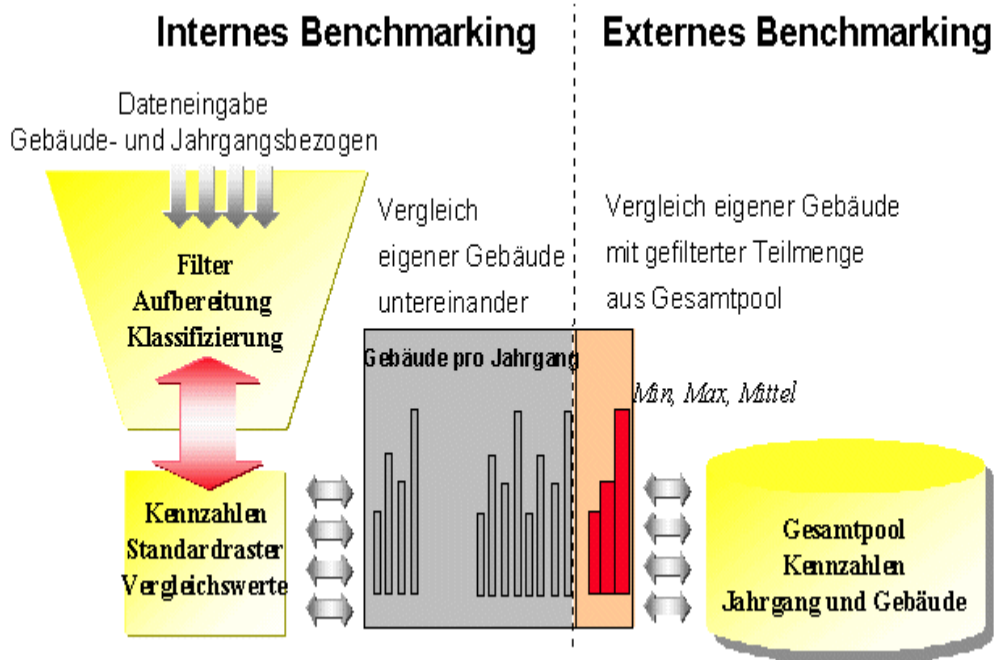 Internes Benchmarking
Externes Benchmarking
Dateneingabe
Gebäude- und Jahrgangsbezogen
Filter
Aufbereitung
Klassifizierung
Vergleich
eigener Gebäude
untereinander
Vergleich eigener Gebäude
mit gefilterter Teilmenge
aus Gesamtpool
Gebäude pro Jahrgang
Min, Max, Mittel
Kennzahlen
Standardraster
Vergleichswerte
Gesamtpool
Kennzahlen
Jahrgang und Gebäude